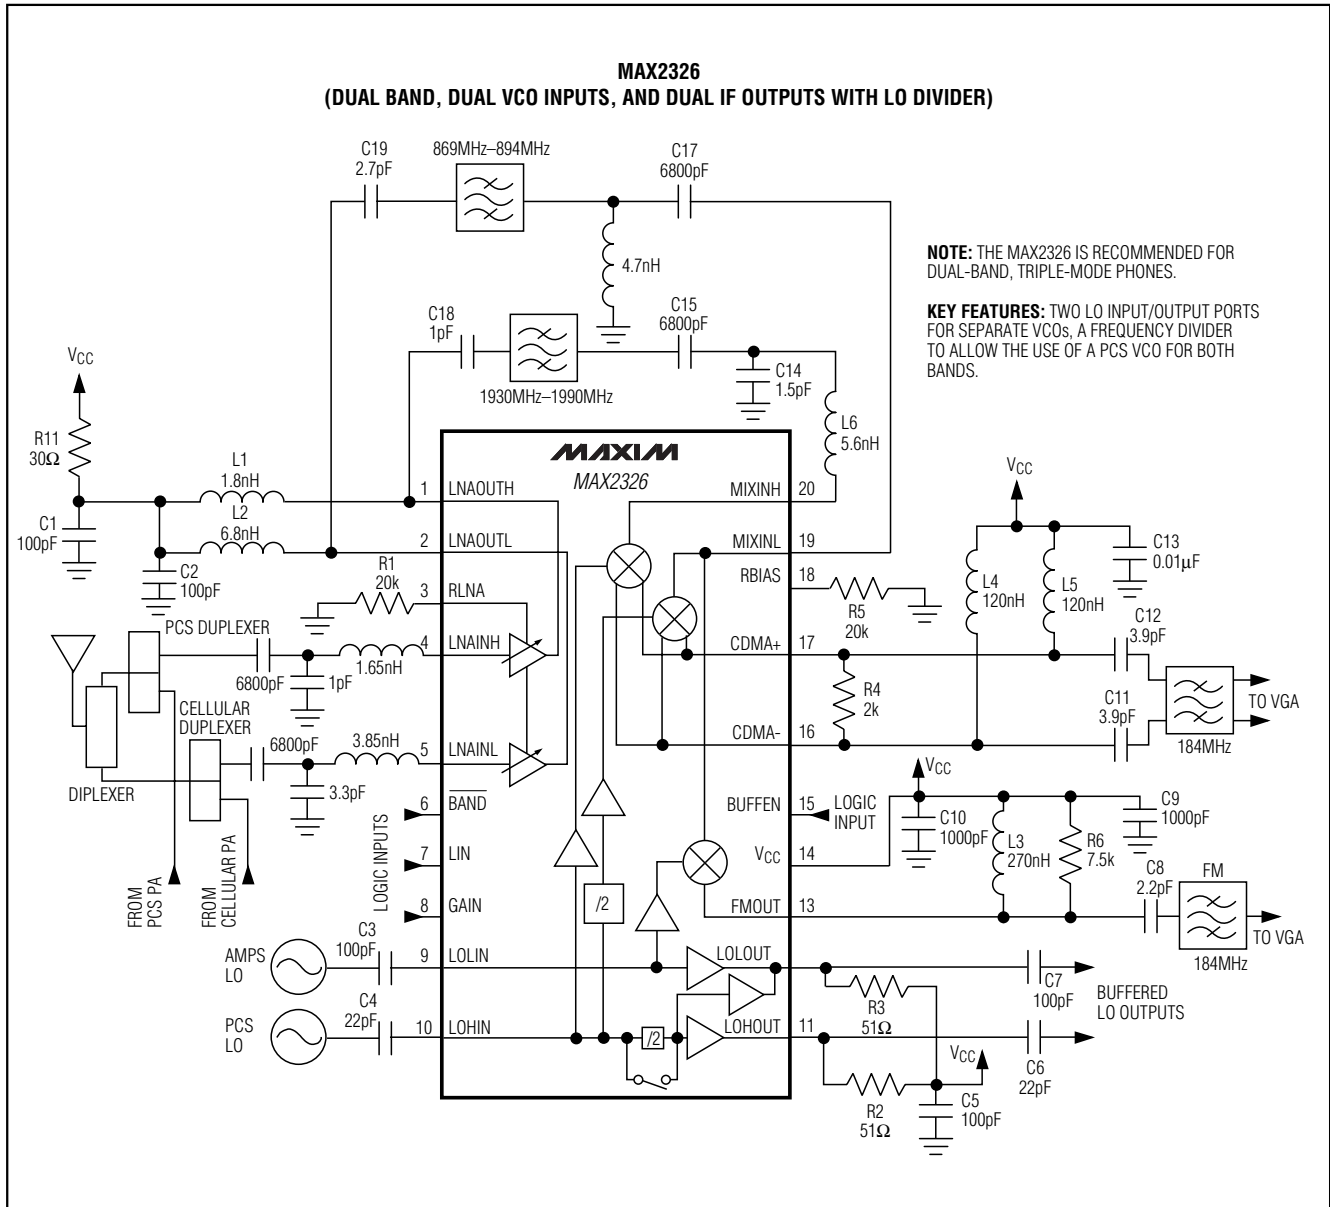 MAX2326
(DUAL BAND, DUAL VCO INPUTS, AND DUAL IF OUTPUTS WITH LO DIVIDER)
C19
2.7pF
869MHz–894MHz
C17
6800pF
4.7nH
NOTE: THE MAX2326 IS RECOMMENDED FOR
DUAL-BAND, TRIPLE-MODE PHONES.
KEY FEATURES: TWO LO INPUT/OUTPUT PORTS
FOR SEPARATE VCOs, A FREQUENCY DIVIDER
TO ALLOW THE USE OF A PCS VCO FOR BOTH
BANDS.
C18
1pF
1930MHz–1990MHz
C15
6800pF
C14
1.5pF
L6
5.6nH
VCC
R11
30Ω
C1
100pF
L1
1.8nH
L2
6.8nH
C2
100pF
R1
20k
MAXIM
MAX2326
1 LNAOUTH
2 LNAOUTL
3 RLNA
4 LNAINH
5 LNAINL
6 BAND
7 LIN
8 GAIN
9 LOLIN
10 LOHIN
MIXINH 20
MIXINL 19
RBIAS 18
CDMA+ 17
CDMA- 16
BUFFEN 15
VCC 14
FMOUT 13
LOLOUT
LOHOUT 11
/2
/2
PCS DUPLEXER
6800pF
1pF
1.65nH
CELLULAR
DUPLEXER
6800pF
3.85nH
3.3pF
DIPLEXER
FROM
PCS PA
FROM
CELLULAR PA
LOGIC INPUTS
AMPS
LO
C3
100pF
PCS
LO
C4
22pF
R5
20k
R4
2k
VCC
L4
120nH
L5
120nH
C13
0.01µF
C12
3.9pF
C11
3.9pF
184MHz
TO VGA
LOGIC
INPUT
VCC
C10
1000pF
L3
270nH
R6
7.5k
C9
1000pF
C8
2.2pF
FM
184MHz
TO VGA
R3
51Ω
C7
100pF
BUFFERED
LO OUTPUTS
VCC
C6
22pF
R2
51Ω
C5
100pF